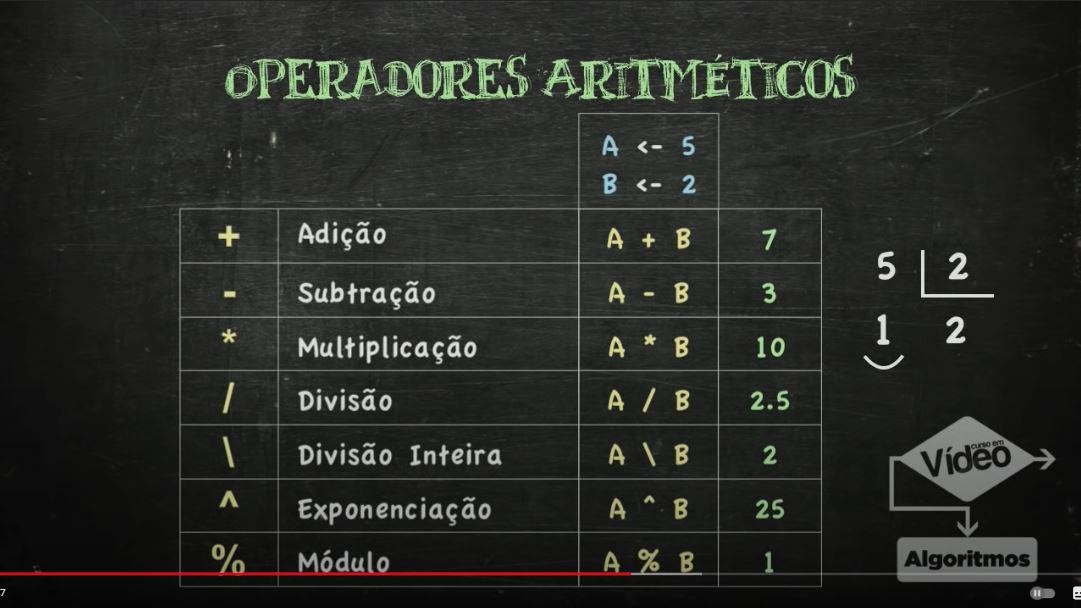 OPERADORES ARITMÉTICOS
A <- 5
B <- 2
+ Adição A + B 7
- Subtração A - B 3
* Multiplicação A * B 10
/ Divisão A / B 2.5
\ Divisão Inteira A \ B 2
^ Exponenciação A ^ B 25
% Módulo A % B 1
5 2
1 2
curso em
Vídeo
Algoritmos
7